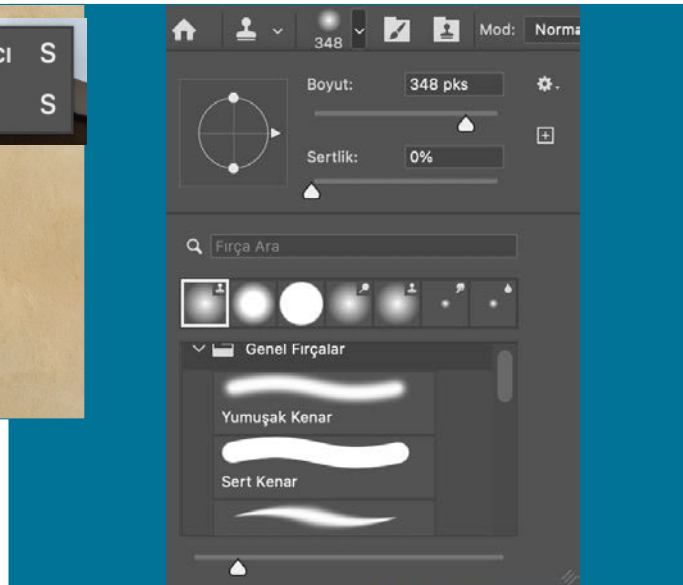 CI S
S
348
Mod: Norma
Boyut: 348 pks
Sertlik: 0%
Fırça Ara
Genel Fırçalar
Yumuşak Kenar
Sert Kenar